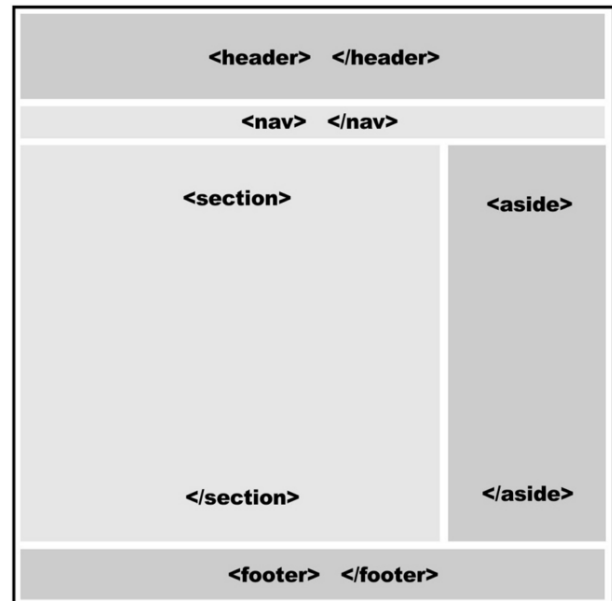 <header> </header>
<nav> </nav>
<section>
</section>
<aside>
</aside>
<footer> </footer>